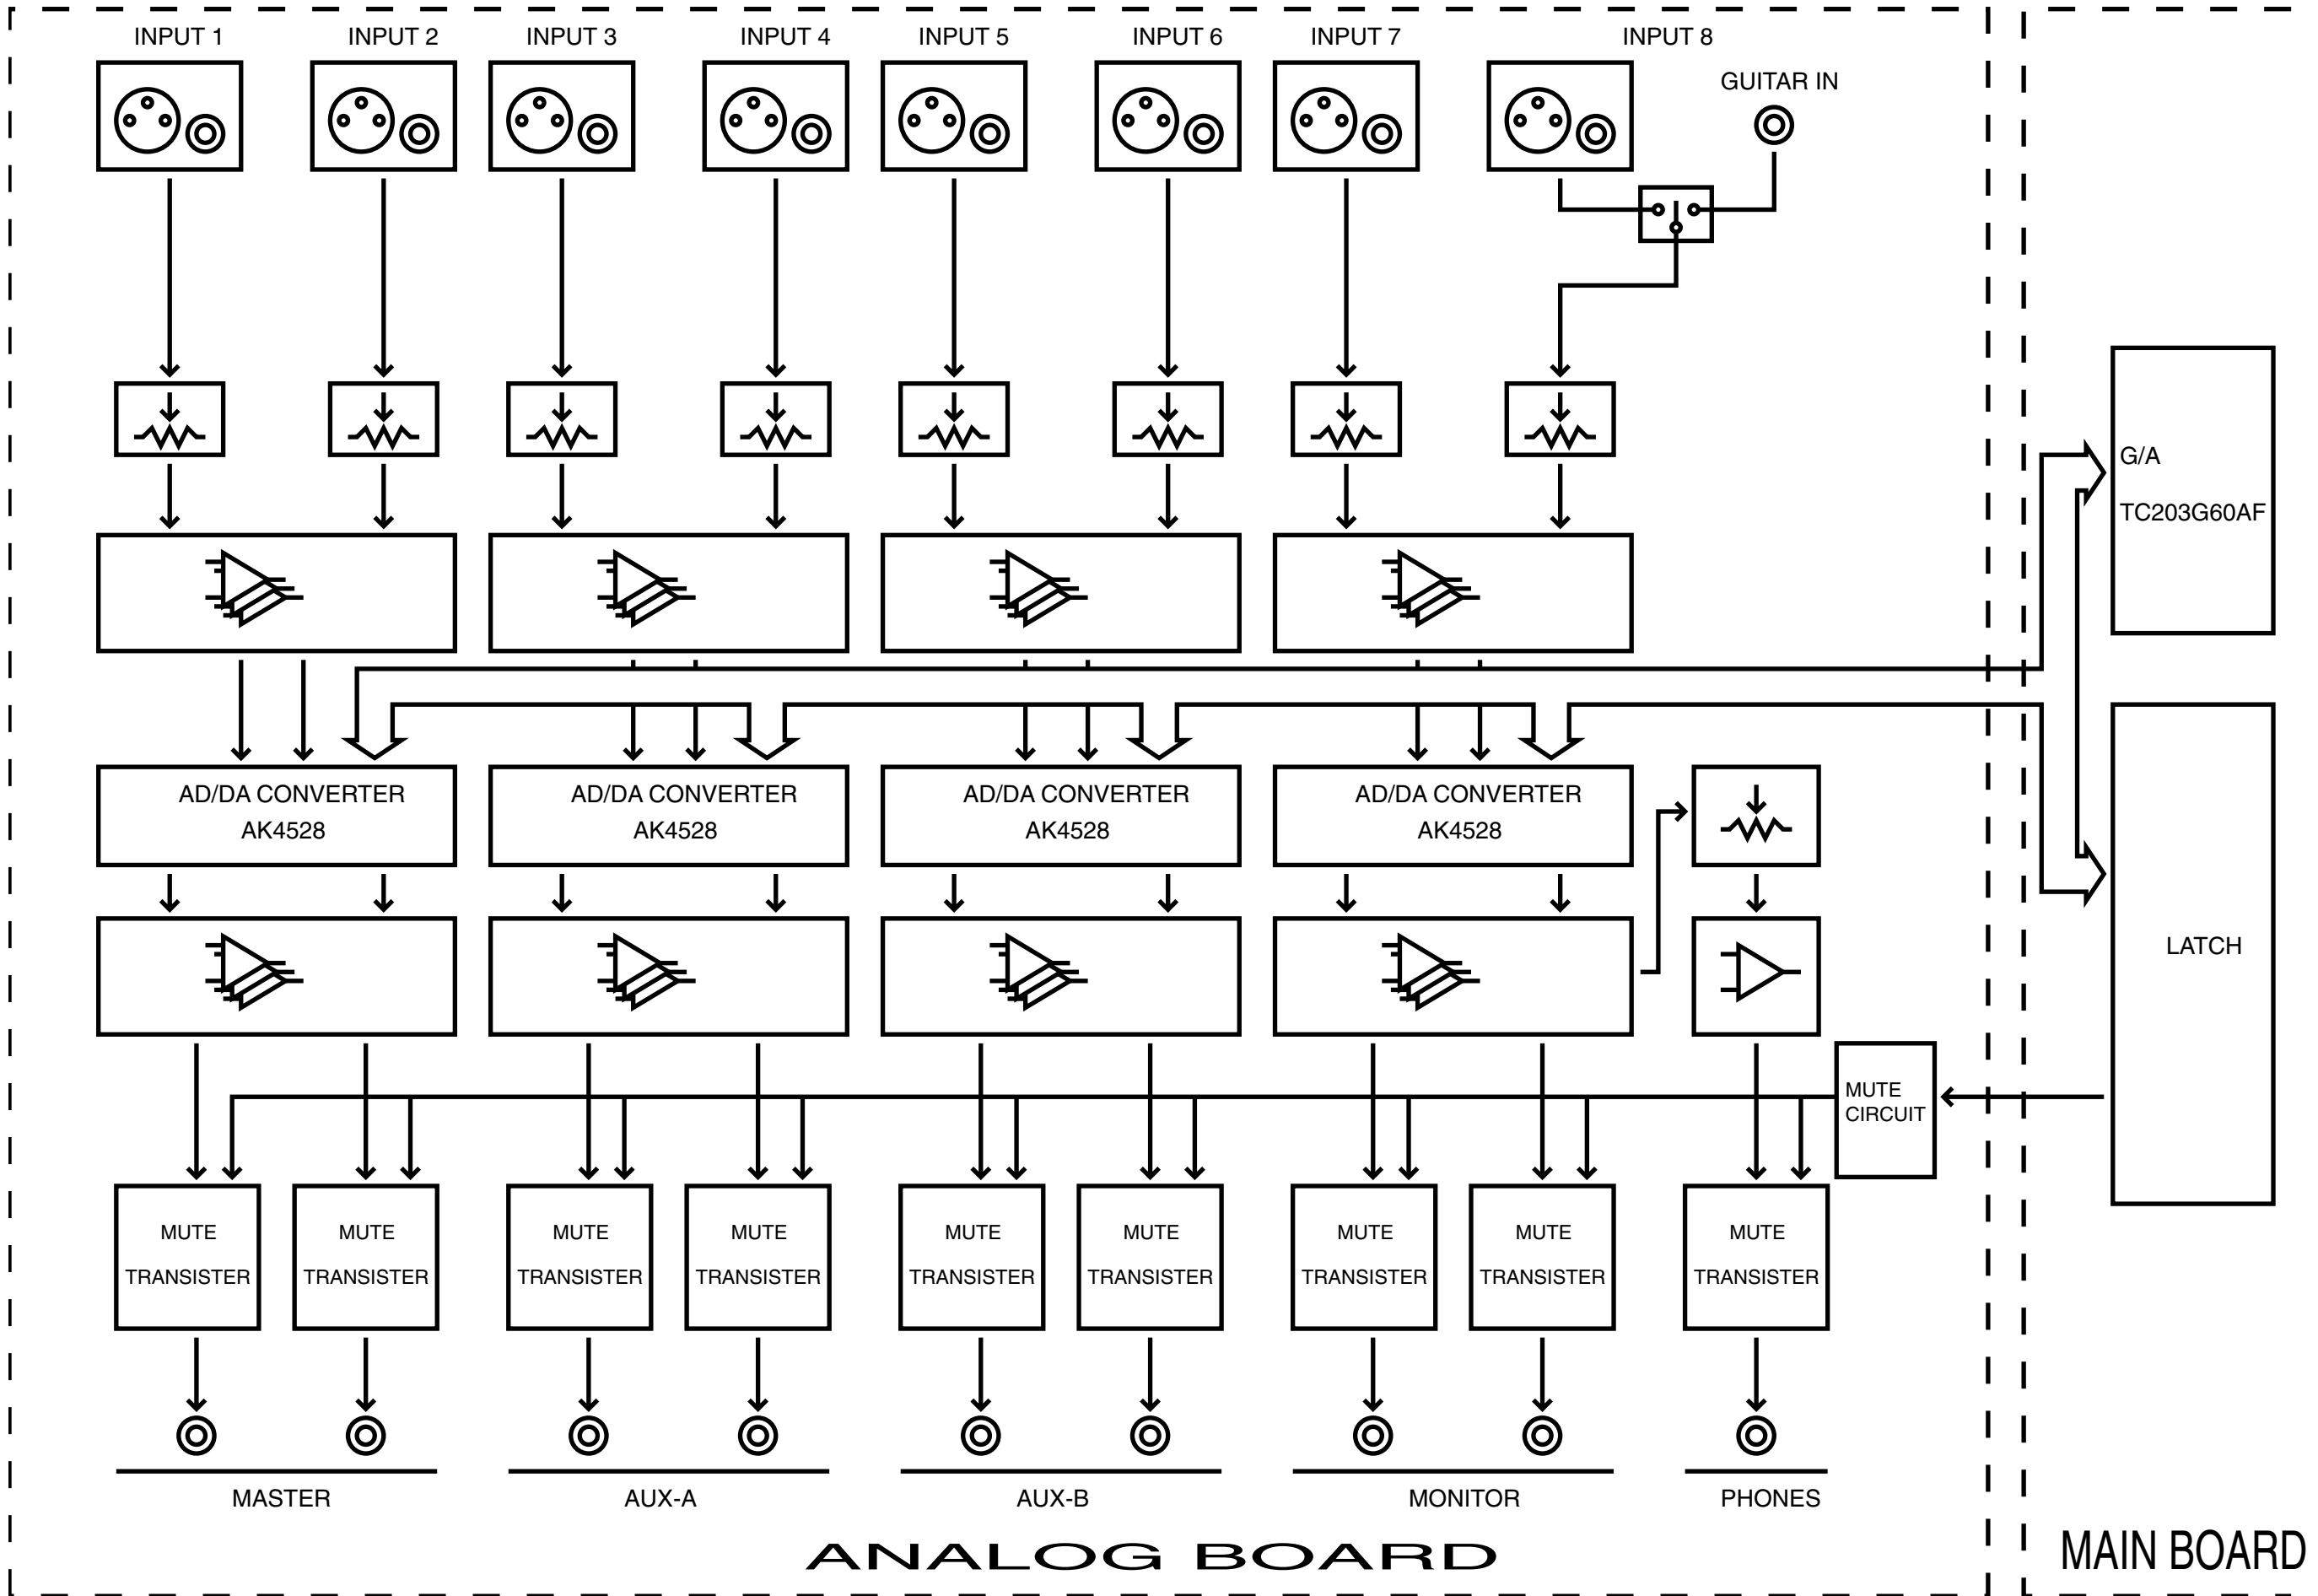 INPUT 1
INPUT 2
INPUT 3
INPUT 4
INPUT 5
INPUT 6
INPUT 7
INPUT 8
GUITAR IN
G/A
TC203G60AF
AD/DA CONVERTER
AK4528
AD/DA CONVERTER
AK4528
AD/DA CONVERTER
AK4528
AD/DA CONVERTER
AK4528
LATCH
MUTE
CIRCUIT
MUTE
TRANSISTER
MUTE
TRANSISTER
MUTE
TRANSISTER
MUTE
TRANSISTER
MUTE
TRANSISTER
MUTE
TRANSISTER
MUTE
TRANSISTER
MUTE
TRANSISTER
MUTE
TRANSISTER
MASTER
AUX-A
AUX-B
MONITOR
PHONES
ANALOG BOARD
MAIN BOARD